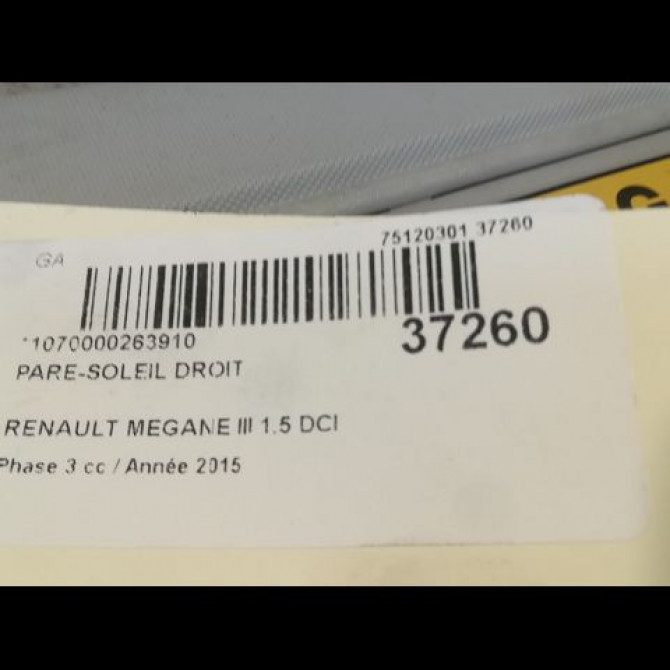 75120301 37260
GA
*1070000263910
37260
PARE-SOLEIL DROIT
RENAULT MEGANE III 1.5 DCI
Phase 3 cc / Année 2015